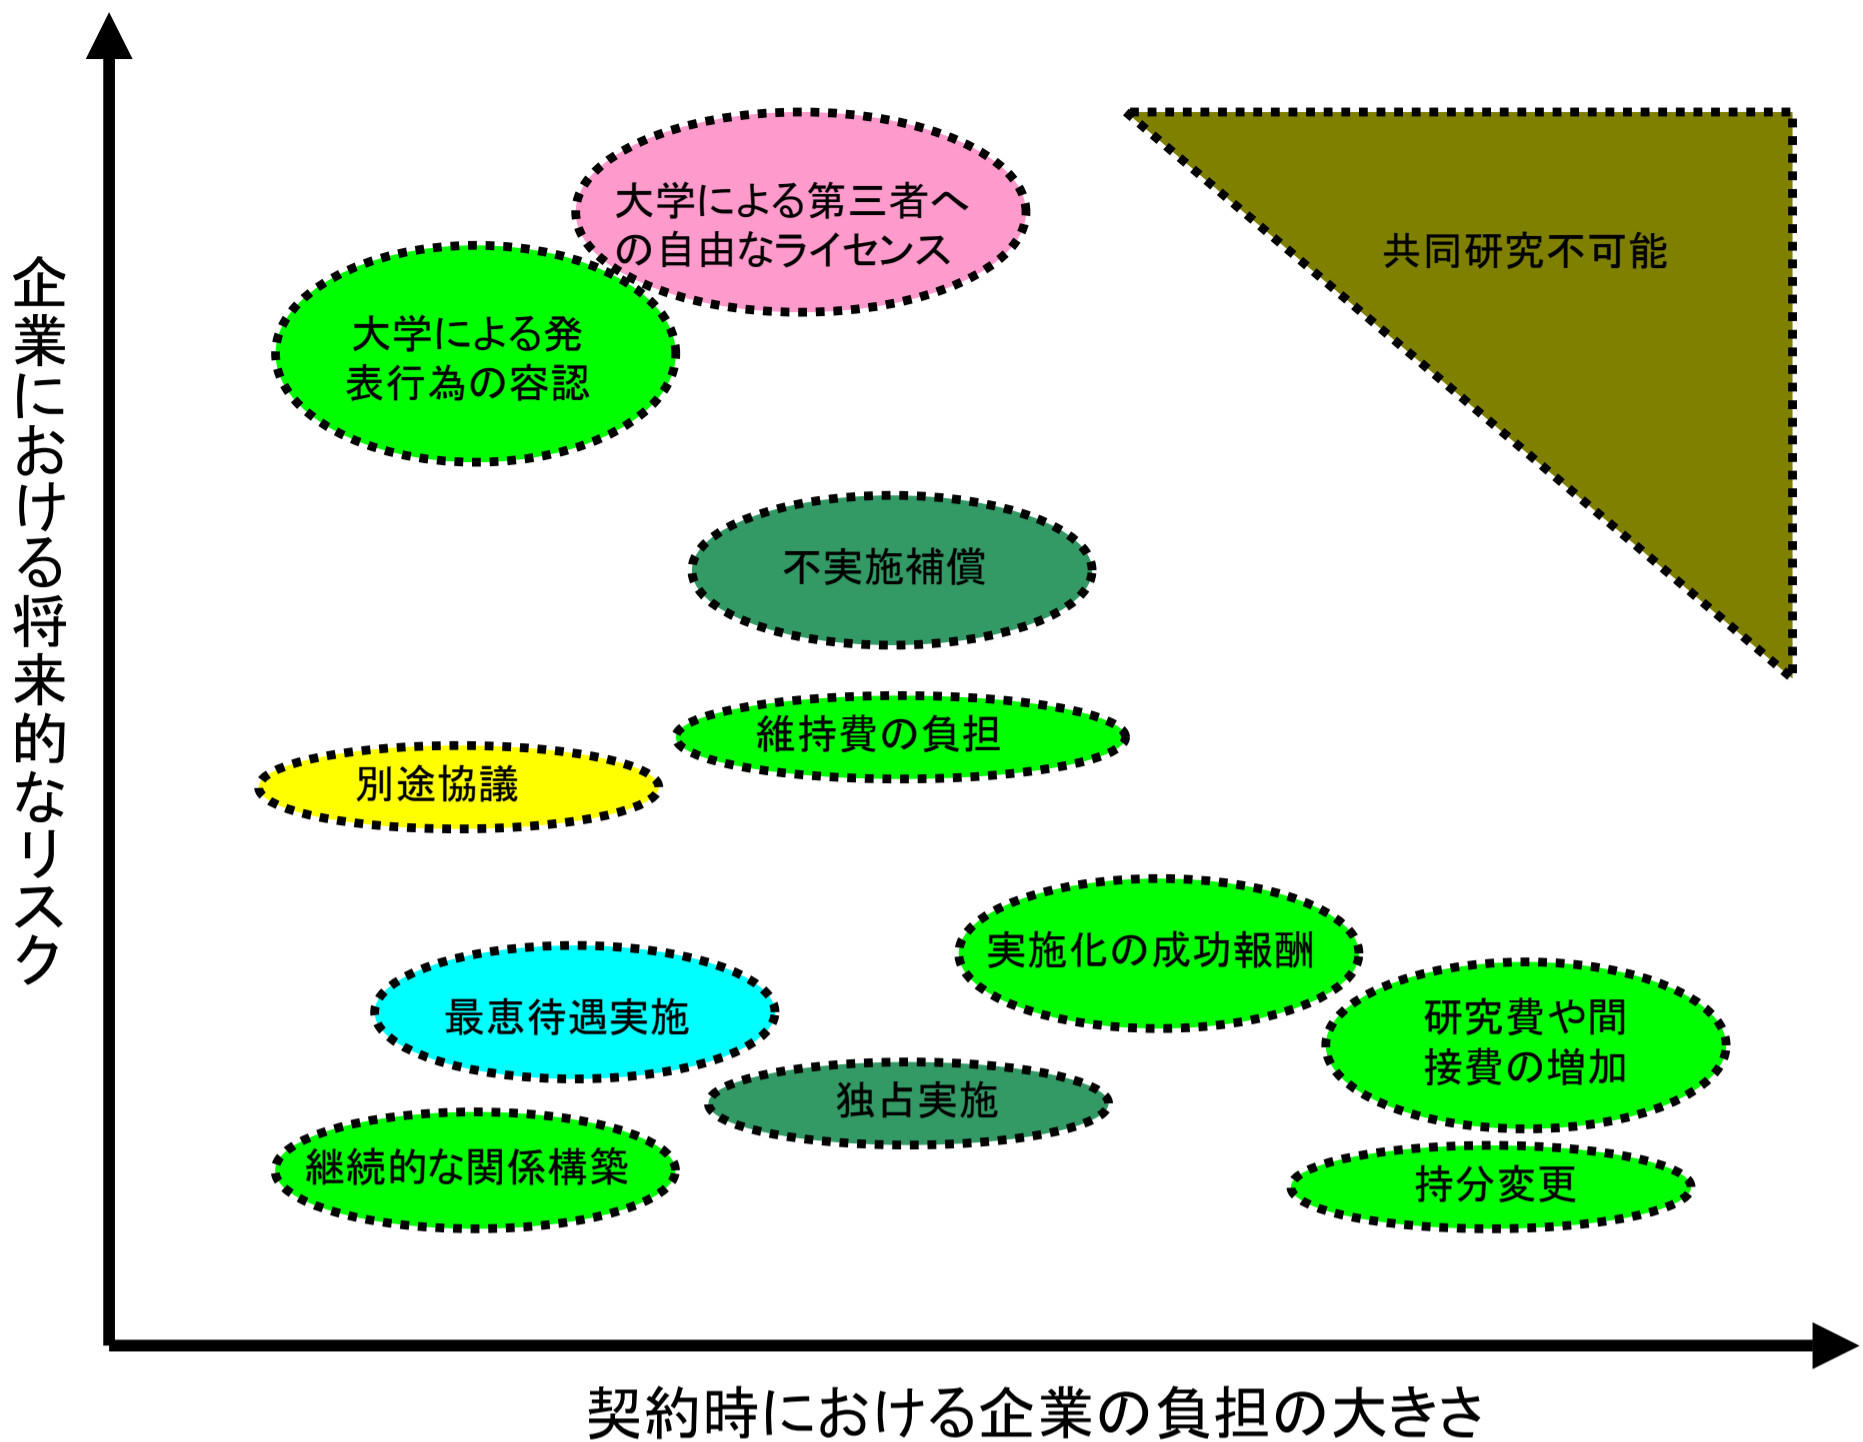 企業における将来的なリスク
大学による第三者へ
の自由なライセンス
共同研究不可能
大学による発
表行為の容認
不実施補償
維持費の負担
別途協議
実施化の成功報酬
最恵待遇実施
研究費や間
接費の増加
独占実施
継続的な関係構築
持分変更
契約時における企業の負担の大きさ